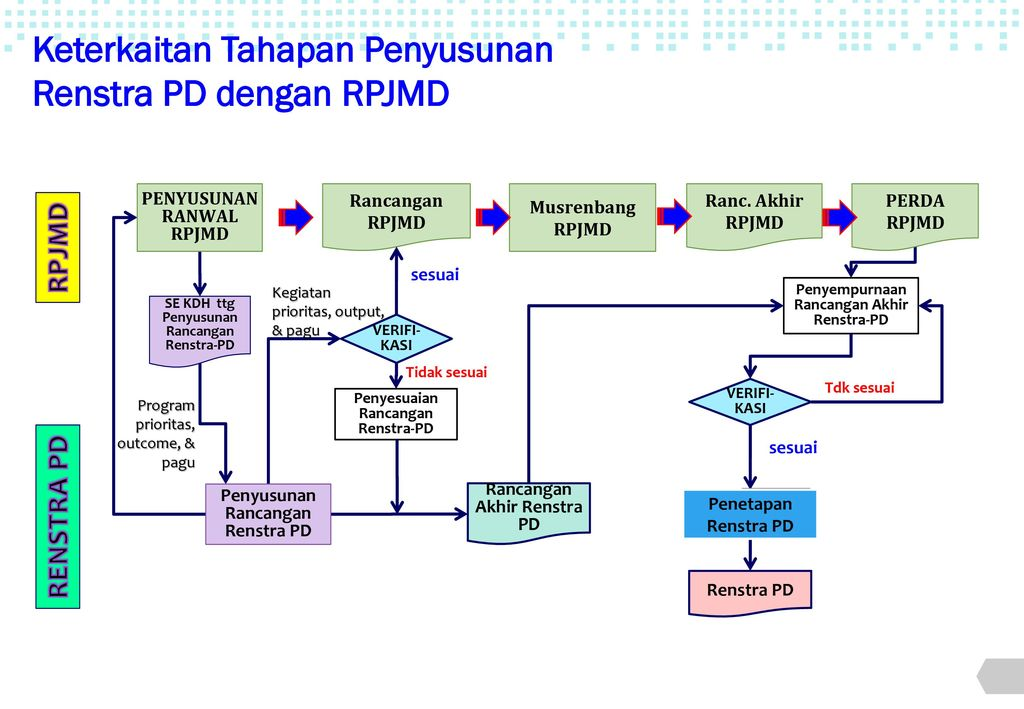 Keterkaitan Tahapan Penyusunan
Renstra PD dengan RPJMD
RPJMD
PENYUSUNAN
RANWAL
RPJMD
Rancangan
RPJMD
Musrenbang
RPJMD
Ranc. Akhir
RPJMD
PERDA
RPJMD
SE KDH ttg
Penyusunan
Rancangan
Renstra-PD
Kegiatan
prioritas, output,
& pagu
sesuai
VERIFI-
KASI
Tidak sesuai
Penyesuaian
Rancangan
Renstra-PD
Penyempurnaan
Rancangan Akhir
Renstra-PD
VERIFI-
KASI
Tdk sesuai
sesuai
Program
prioritas,
outcome, &
pagu
RENSTRA PD
Penyusunan
Rancangan
Renstra PD
Rancangan
Akhir Renstra
PD
Penetapan
Renstra PD
Renstra PD